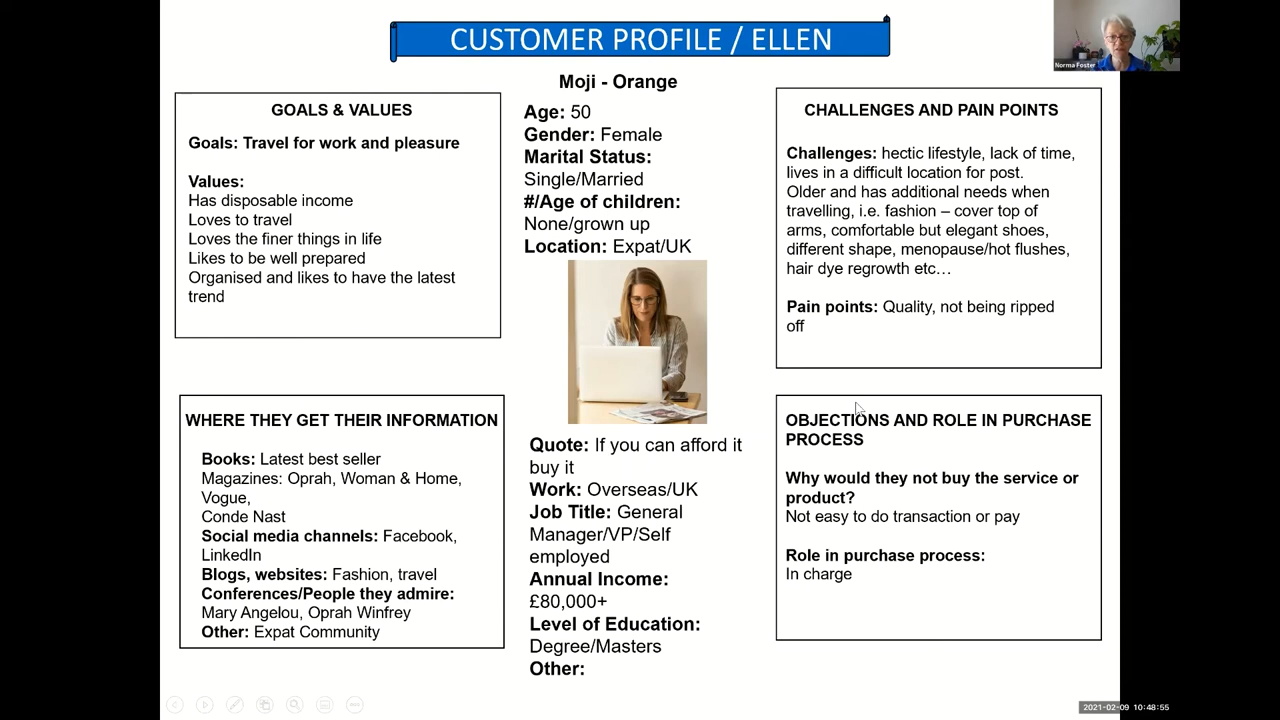 CUSTOMER PROFILE / ELLEN
Norma Foster
Moji - Orange
GOALS & VALUES
Goals: Travel for work and pleasure
Values:
Has disposable income
Loves to travel
Loves the finer things in life
Likes to be well prepared
Organised and likes to have the latest
trend
Age: 50
Gender: Female
Marital Status:
Single/Married
#/Age of children:
None/grown up
Location: Expat/UK
CHALLENGES AND PAIN POINTS
Challenges: hectic lifestyle, lack of time,
lives in a difficult location for post.
Older and has additional needs when
travelling, i.e. fashion – cover top of
arms, comfortable but elegant shoes,
different shape, menopause/hot flushes,
hair dye regrowth etc…
Pain points: Quality, not being ripped
off
WHERE THEY GET THEIR INFORMATION
Books: Latest best seller
Magazines: Oprah, Woman & Home,
Vogue,
Conde Nast
Social media channels: Facebook,
LinkedIn
Blogs, websites: Fashion, travel
Conferences/People they admire:
Mary Angelou, Oprah Winfrey
Other: Expat Community
Quote: If you can afford it
buy it
Work: Overseas/UK
Job Title: General
Manager/VP/Self
employed
Annual Income:
£80,000+
Level of Education:
Degree/Masters
Other:
OBJECTIONS AND ROLE IN PURCHASE
PROCESS
Why would they not buy the service or
product?
Not easy to do transaction or pay
Role in purchase process:
In charge
2021-02-09 10:48:55